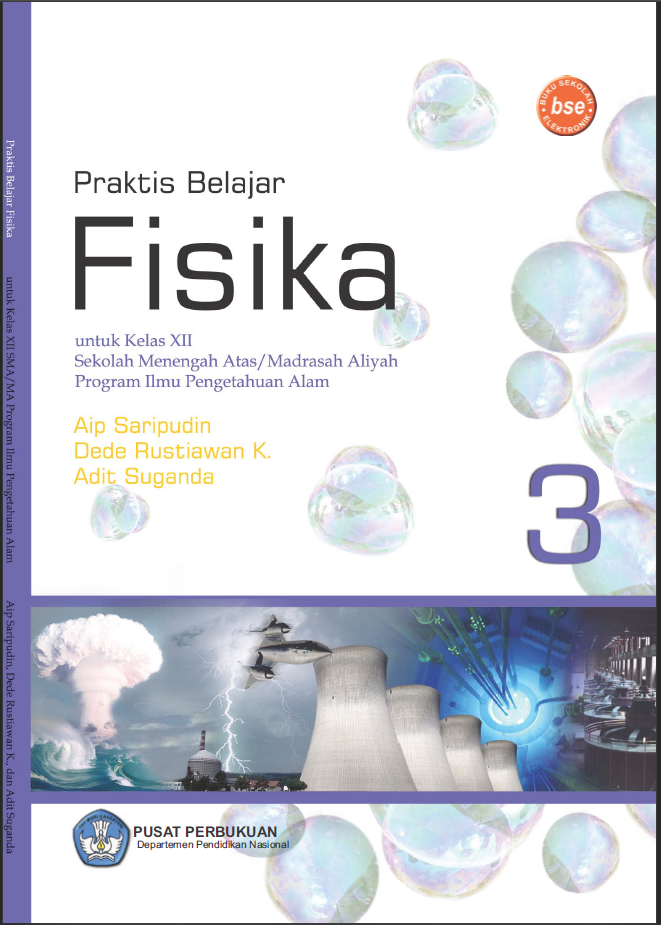 Praktis Belajar Fisika
untuk Kelas XII SMA/MA Program Ilmu Pengetahuan Alam
Aip Saripudin, Dede Rustiawan K., dan Adit Suganda
BUKU SEKOLAH
bse
ELEKTRONIK
Praktis Belajar
Fisika
untuk Kelas XII
Sekolah Menengah Atas/Madrasah Aliyah
Program Ilmu Pengetahuan Alam
Aip Saripudin
Dede Rustiawan K.
Adit Suganda
3
PUSAT PERBUKUAN
Departemen Pendidikan Nasional